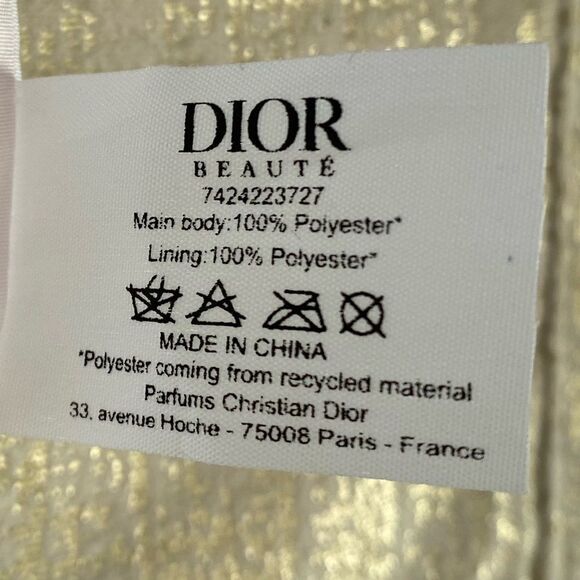 DIOR
BEAUTÉ
7424223727
Main body:100% Polyester*
Lining:100% Polyester*
MADE IN CHINA
*Polyester coming from recycled material
Parfums Christian Dior
33, avenue Hoche - 75008 Paris - France